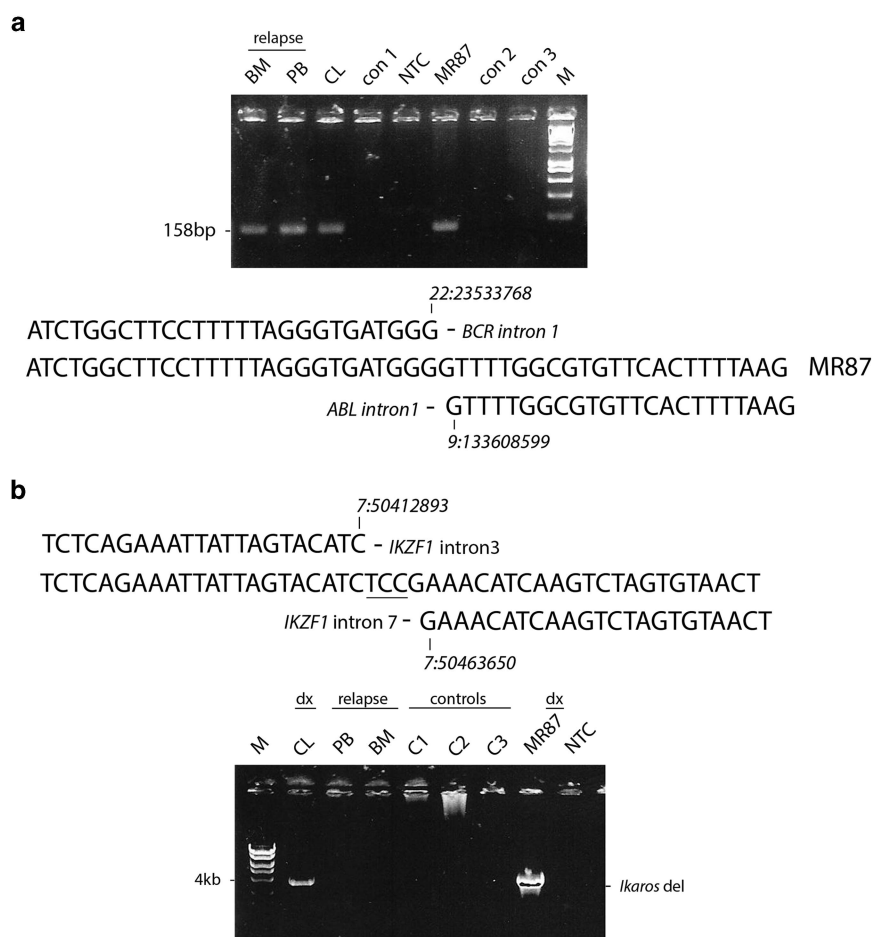 a
relapse
BM PB CL con 1 NTC MR87 con 2 con 3 M
158bp -
22:23533768
ATCTGGCTTCCTTTTTAGGGTGATGGG - BCR intron 1
ATCTGGCTTCCTTTTTAGGGTGATGGGGTTTTGGCGTGTTCACTTTTAAG MR87
ABL intron1 - GTTTTGGCGTGTTCACTTTTAAG
9:133608599
b
7:50412893
TCTCAGAAATTATTAGTACATC - IKZF1 intron3
TCTCAGAAATTATTAGTACATCTCCGAAACATCAAGTCTAGTGTAACT
IKZF1 intron 7 - GAAACATCAAGTCTAGTGTAACT
7:50463650
dx relapse controls dx
M CL PB BM C1 C2 C3 MR87 NTC
4kb -
- Ikaros del